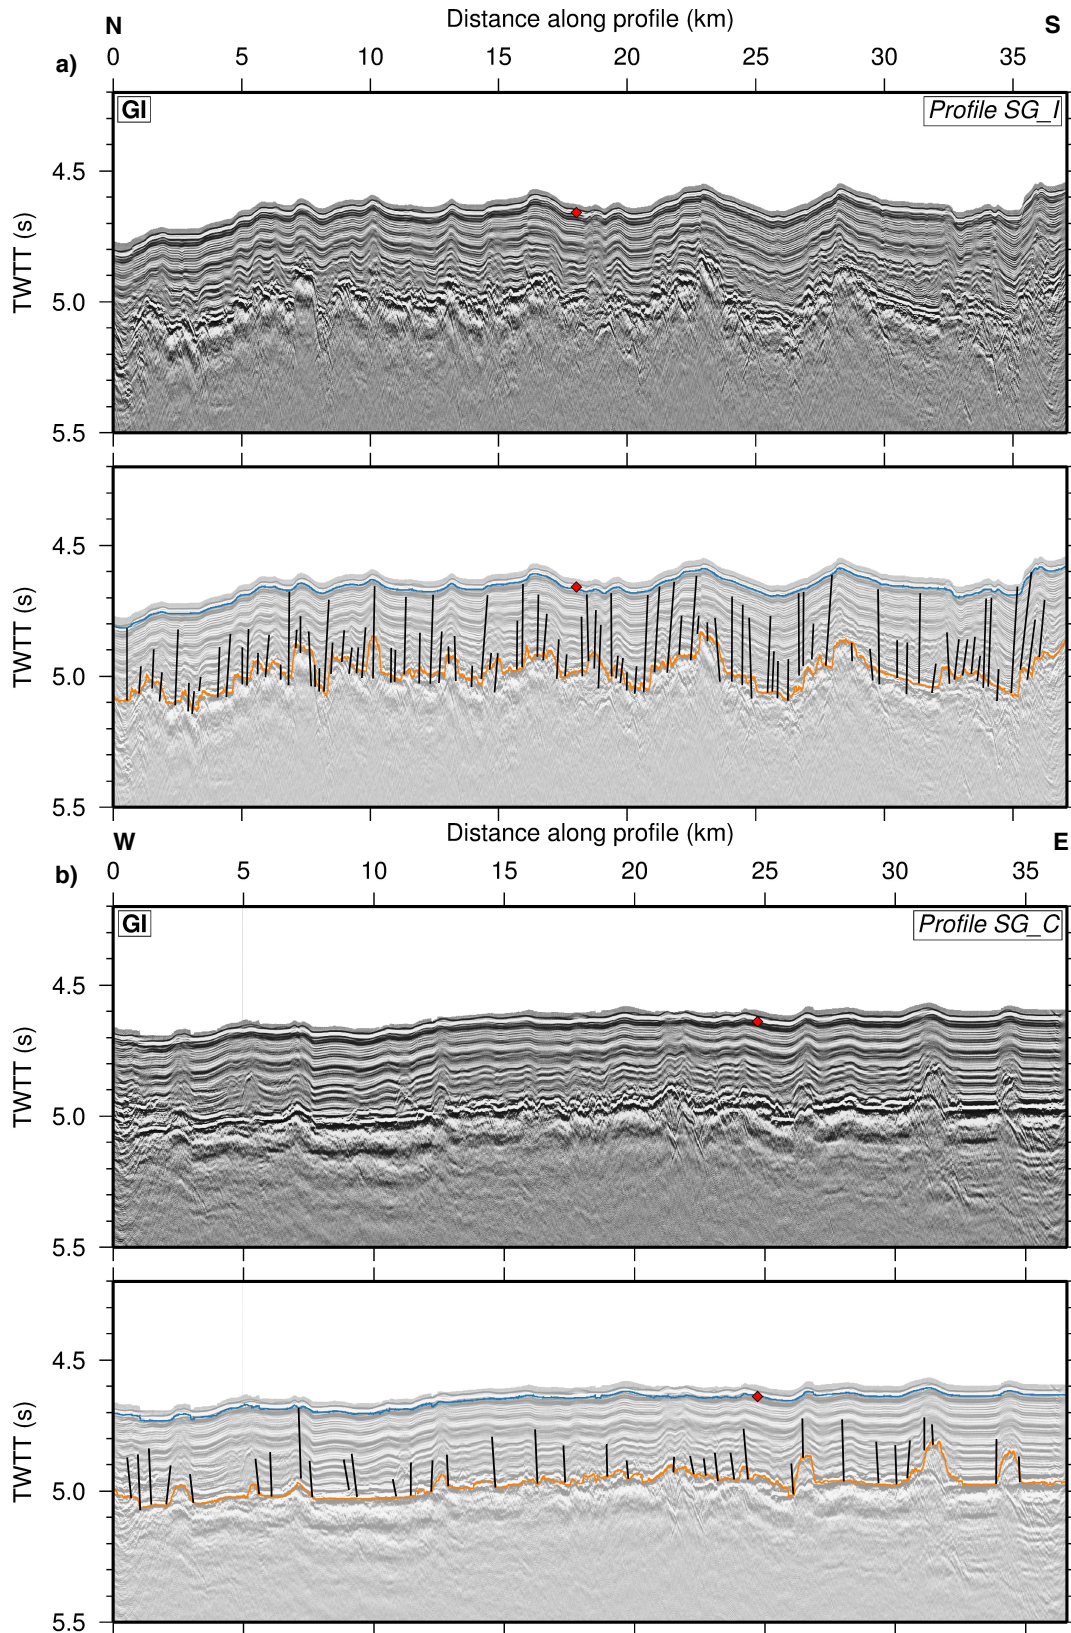 Distance along profile (km)
N S
0 5 10 15 20 25 30 35
a)
GI Profile SG_I
4.5
TWTT (s)
5.0
5.5
4.5
TWTT (s)
5.0
5.5
Distance along profile (km)
W E
0 5 10 15 20 25 30 35
b)
GI Profile SG_C
4.5
TWTT (s)
5.0
5.5
4.5
TWTT (s)
5.0
5.5